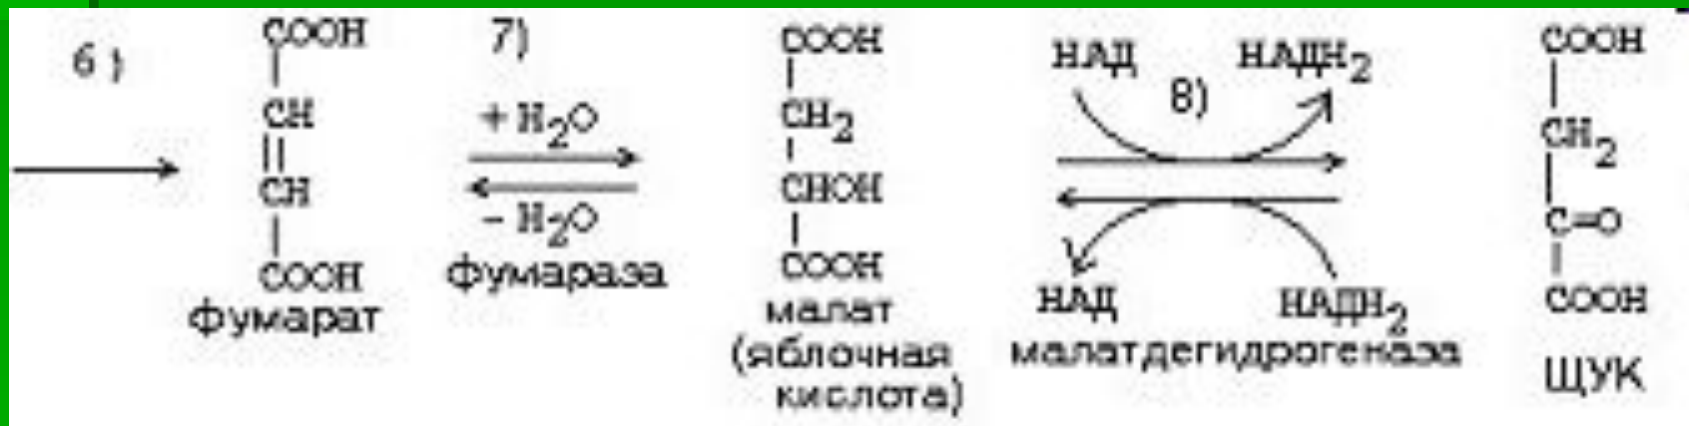 6)
COOH
CH
CH
COOH
фумарат
7)
+ H₂O
- H₂O
фумараза
COOH
CH₂
CHOH
COOH
малат
(яблочная
кислота)
НАД
НАДН₂
8)
НАД
НАДН₂
малатдегидрогеназа
COOH
CH₂
C=O
COOH
ЩУК